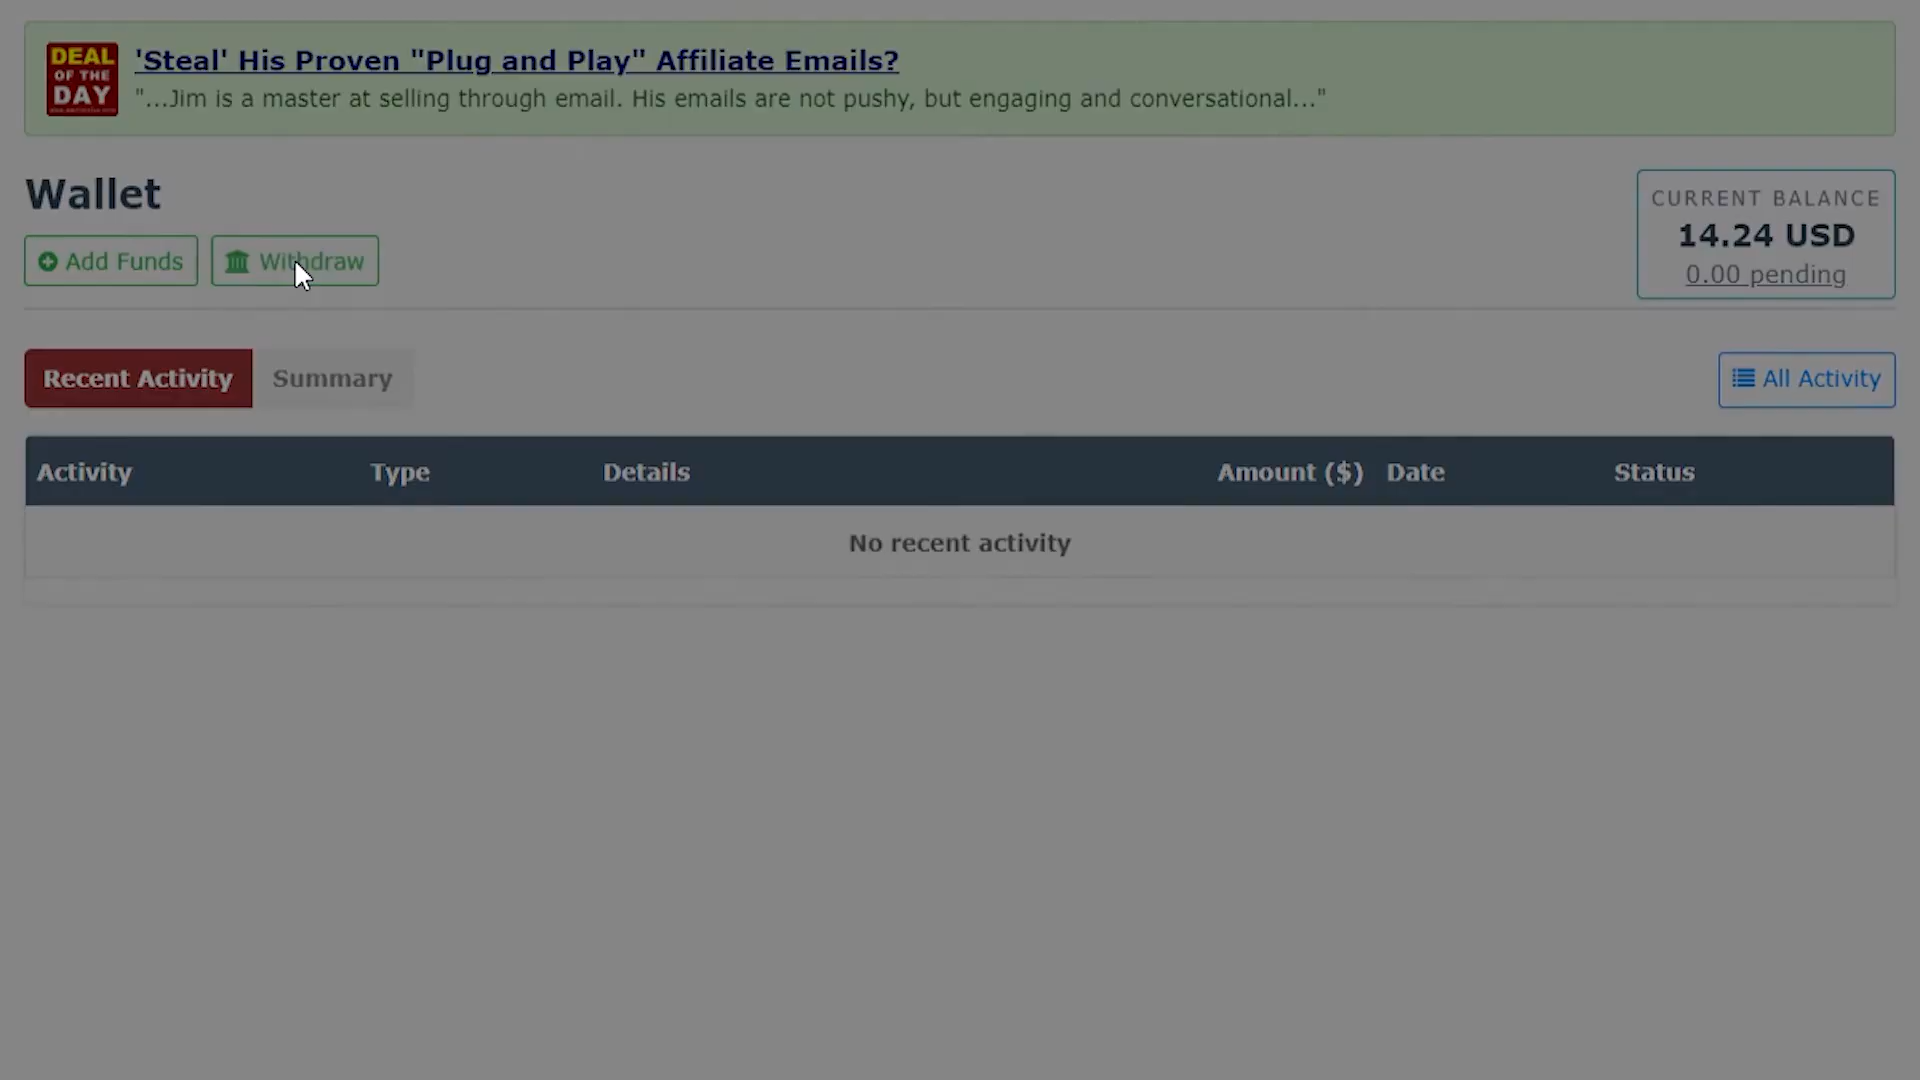 DEAL
OF THE
DAY
'Steal' His Proven "Plug and Play" Affiliate Emails?
"...Jim is a master at selling through email. His emails are not pushy, but engaging and conversational..."
Wallet
Add Funds
Withdraw
CURRENT BALANCE
14.24 USD
0.00 pending
Recent Activity
Summary
All Activity
Activity Type Details Amount ($) Date Status
No recent activity